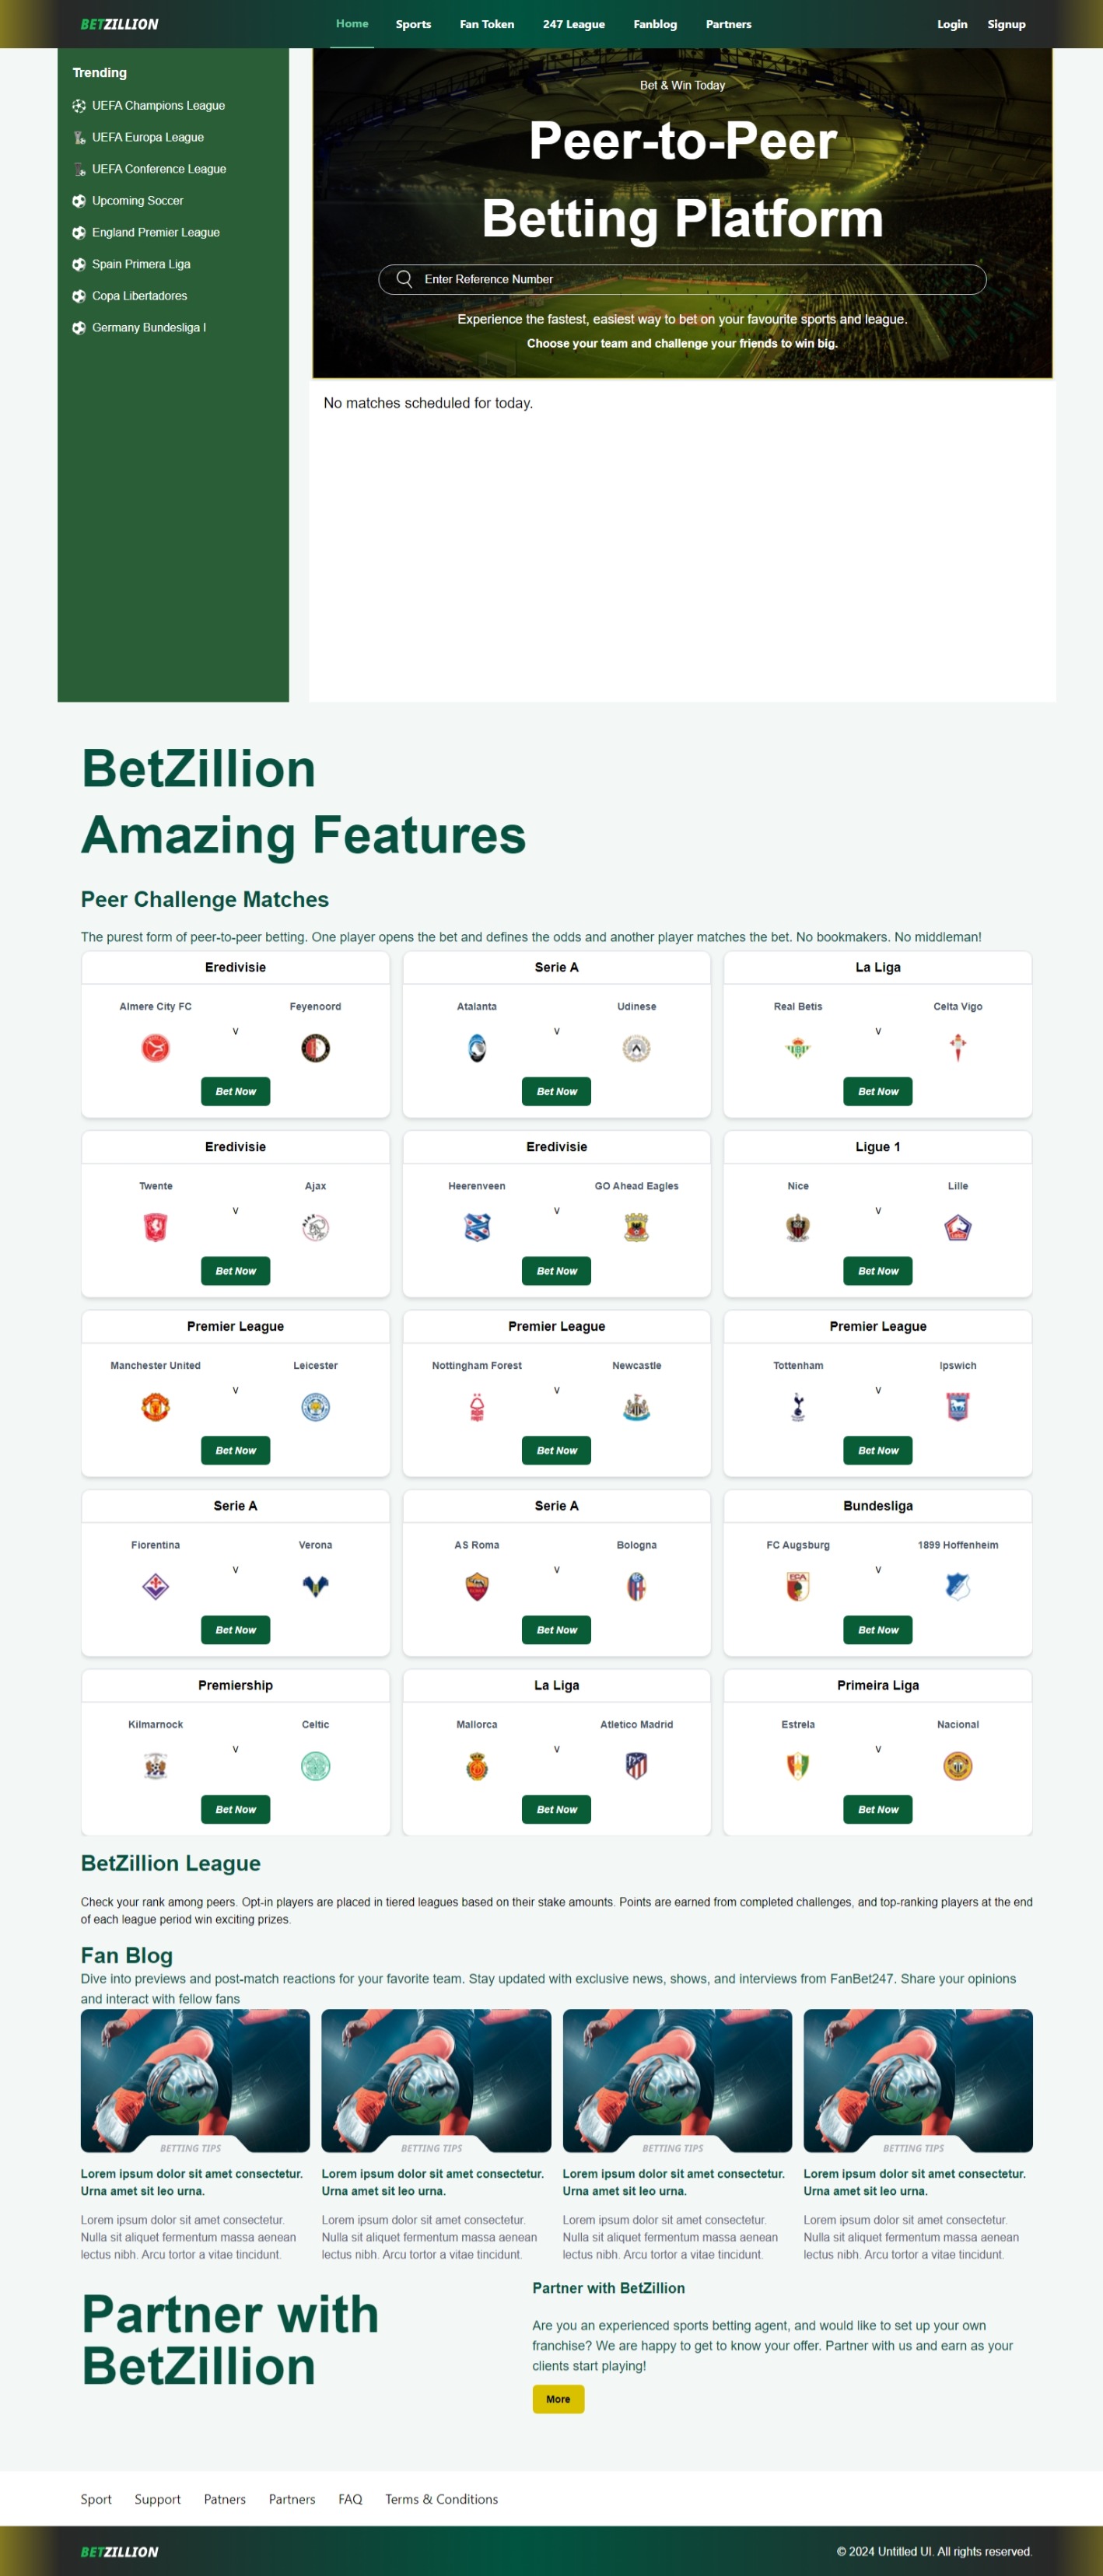 BETZILLION
Home Sports Fan Token 247 League Fanblog Partners Login Signup
Trending
UEFA Champions League
UEFA Europa League
UEFA Conference League
Upcoming Soccer
England Premier League
Spain Primera Liga
Copa Libertadores
Germany Bundesliga I
Bet & Win Today
Peer-to-Peer
Betting Platform
Enter Reference Number
Experience the fastest, easiest way to bet on your favourite sports and league.
Choose your team and challenge your friends to win big.
No matches scheduled for today.
BetZillion
Amazing Features
Peer Challenge Matches
The purest form of peer-to-peer betting. One player opens the bet and defines the odds and another player matches the bet. No bookmakers. No middleman!
Eredivisie Serie A La Liga
Almere City FC V Feyenoord Atalanta V Udinese Real Betis V Celta Vigo
Bet Now Bet Now Bet Now
Eredivisie Eredivisie Ligue 1
Twente V Ajax Heerenveen V GO Ahead Eagles Nice V Lille
Bet Now Bet Now Bet Now
Premier League Premier League Premier League
Manchester United V Leicester Nottingham Forest V Newcastle Tottenham V Ipswich
Bet Now Bet Now Bet Now
Serie A Serie A Bundesliga
Fiorentina V Verona AS Roma V Bologna FC Augsburg V 1899 Hoffenheim
Bet Now Bet Now Bet Now
Premiership La Liga Primeira Liga
Kilmarnock V Celtic Mallorca V Atletico Madrid Estrela V Nacional
Bet Now Bet Now Bet Now
BetZillion League
Check your rank among peers. Opt-in players are placed in tiered leagues based on their stake amounts. Points are earned from completed challenges, and top-ranking players at the end
of each league period win exciting prizes.
Fan Blog
Dive into previews and post-match reactions for your favorite team. Stay updated with exclusive news, shows, and interviews from FanBet247. Share your opinions
and interact with fellow fans
BETTING TIPS BETTING TIPS BETTING TIPS BETTING TIPS
Lorem ipsum dolor sit amet consectetur. Lorem ipsum dolor sit amet consectetur. Lorem ipsum dolor sit amet consectetur. Lorem ipsum dolor sit amet consectetur.
Urna amet sit leo urna. Urna amet sit leo urna. Urna amet sit leo urna. Urna amet sit leo urna.
Lorem ipsum dolor sit amet consectetur. Lorem ipsum dolor sit amet consectetur. Lorem ipsum dolor sit amet consectetur. Lorem ipsum dolor sit amet consectetur.
Nulla sit aliquet fermentum massa aenean Nulla sit aliquet fermentum massa aenean Nulla sit aliquet fermentum massa aenean Nulla sit aliquet fermentum massa aenean
lectus nibh. Arcu tortor a vitae tincidunt. lectus nibh. Arcu tortor a vitae tincidunt. lectus nibh. Arcu tortor a vitae tincidunt. lectus nibh. Arcu tortor a vitae tincidunt.
Partner with
BetZillion
Partner with BetZillion
Are you an experienced sports betting agent, and would like to set up your own
franchise? We are happy to get to know your offer. Partner with us and earn as your
clients start playing!
More
Sport Support Patners Partners FAQ Terms & Conditions
BETZILLION
© 2024 Untitled UI. All rights reserved.